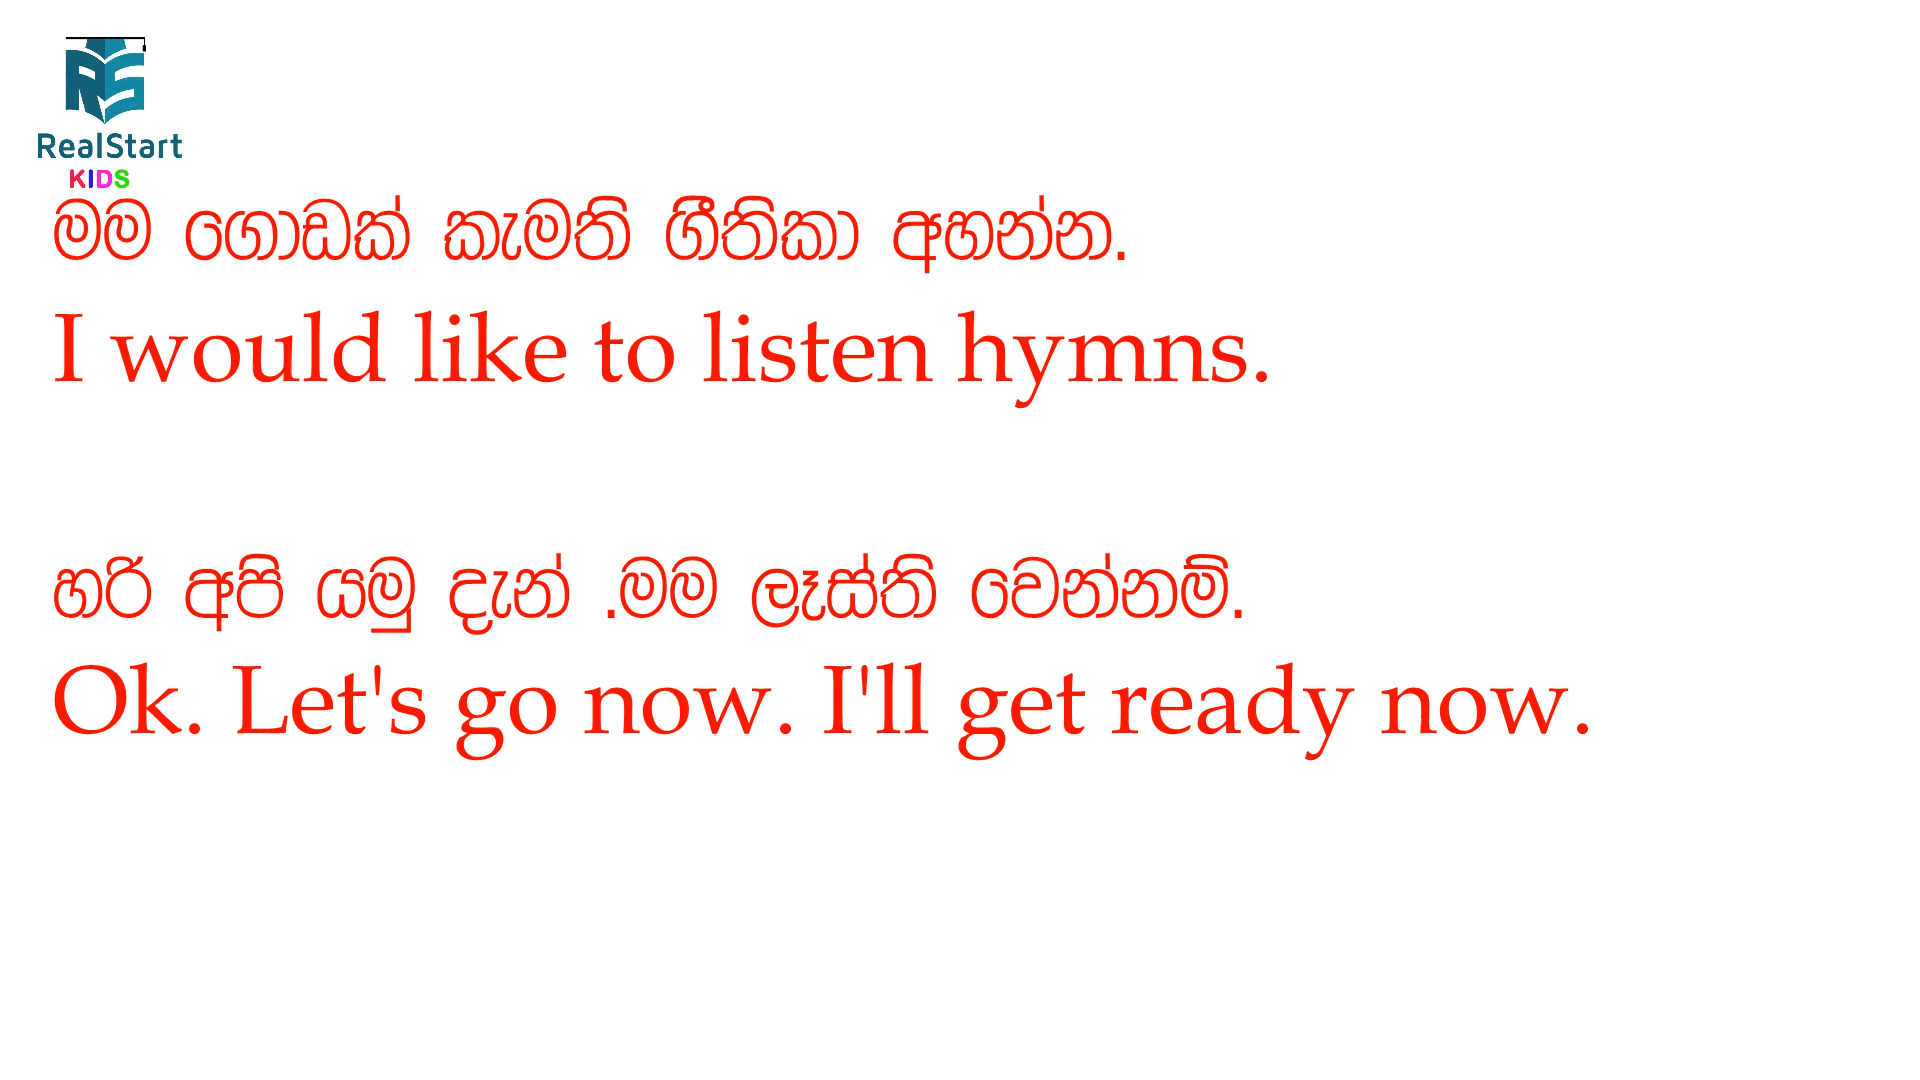 RS
RealStart
KIDS
මම ගොඩක් කැමති ගීතිකා අහන්න.
I would like to listen hymns.
හරි අපි යමු දැන් .මම ලෑස්ති වෙන්නම්.
Ok. Let's go now. I'll get ready now.